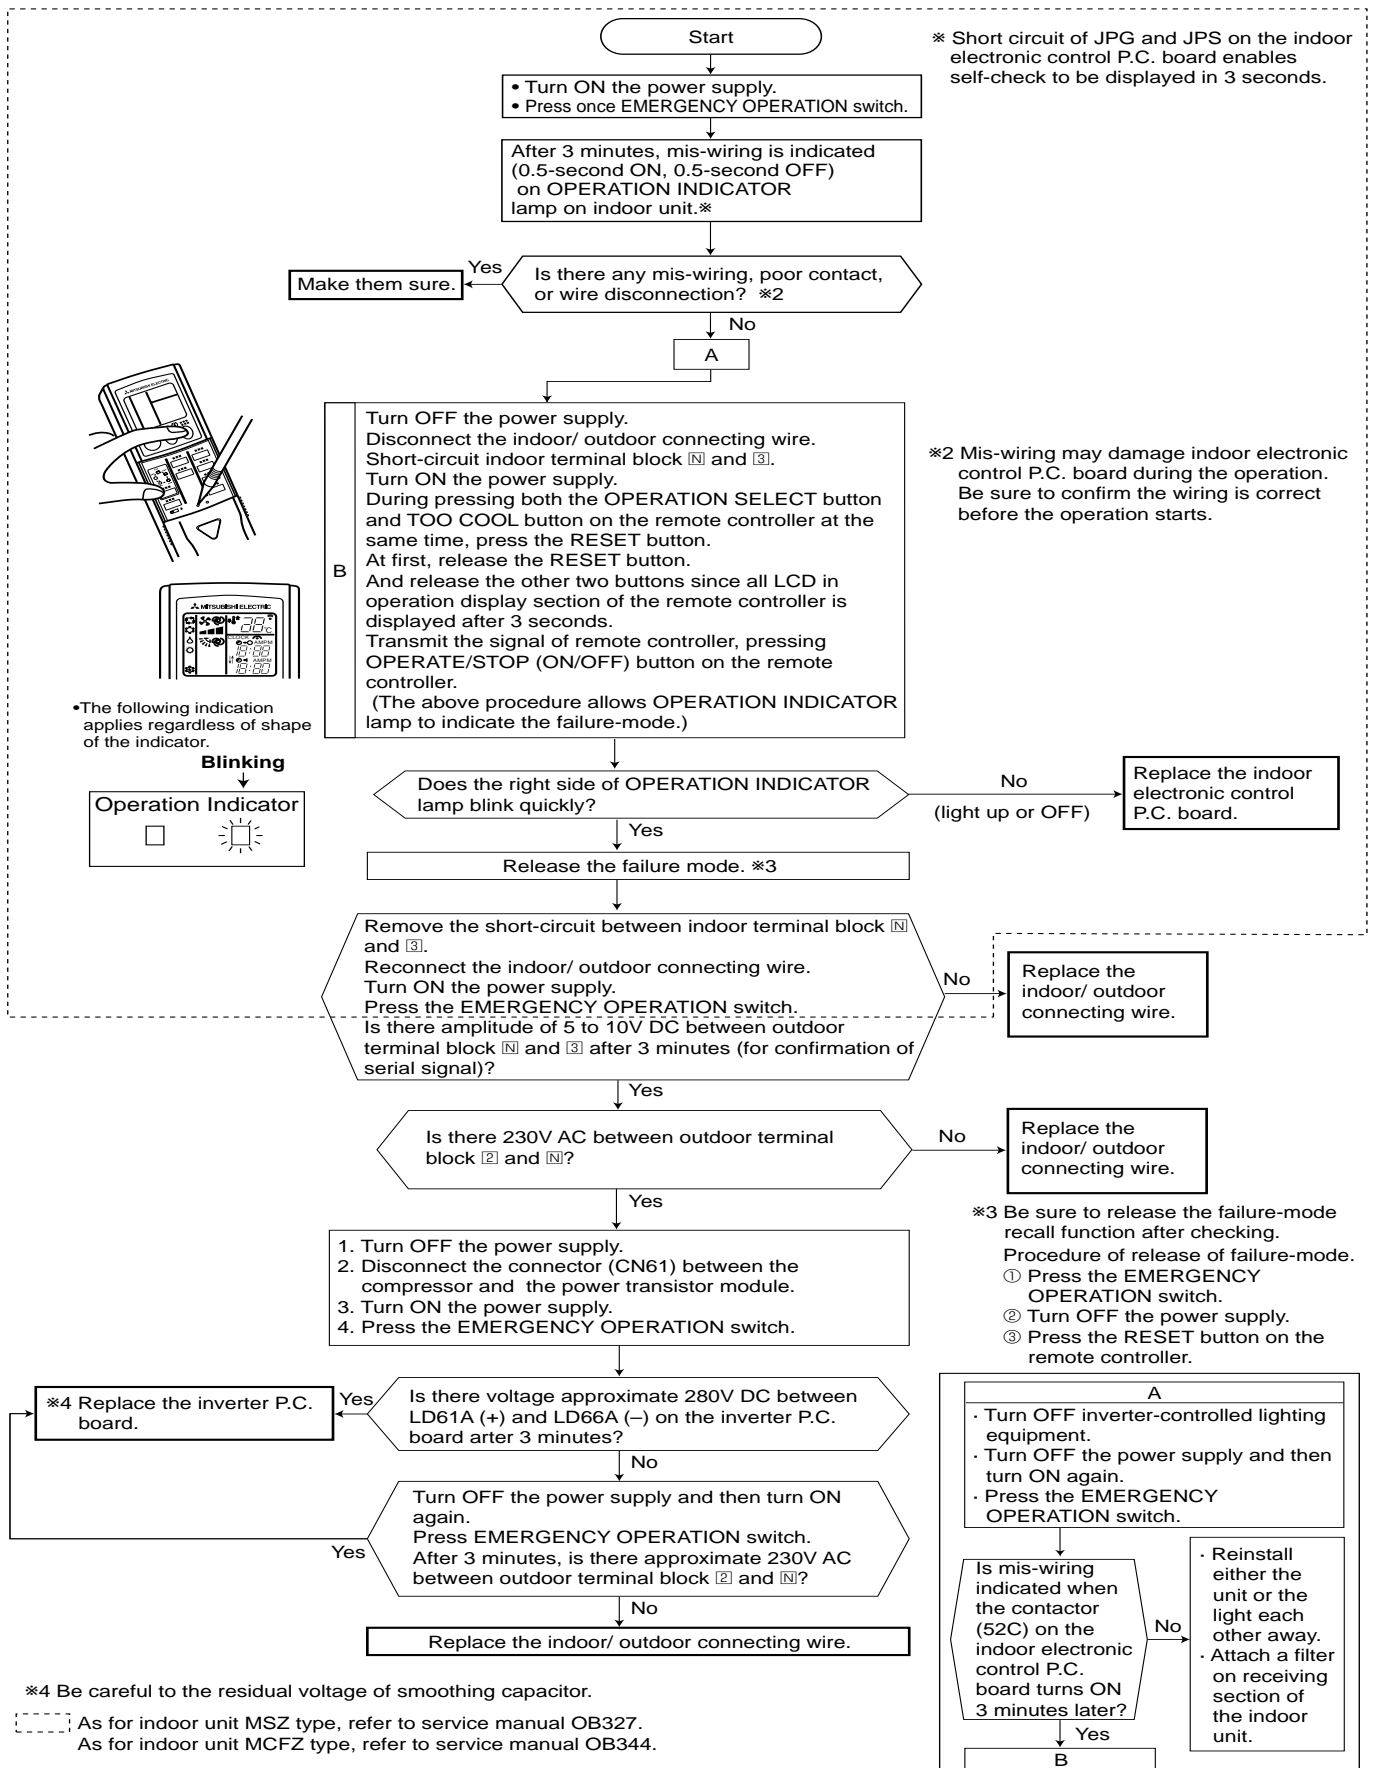 Start
※ Short circuit of JPG and JPS on the indoor
electronic control P.C. board enables
self-check to be displayed in 3 seconds.
• Turn ON the power supply.
• Press once EMERGENCY OPERATION switch.
After 3 minutes, mis-wiring is indicated
(0.5-second ON, 0.5-second OFF)
on OPERATION INDICATOR
lamp on indoor unit.※
Is there any mis-wiring, poor contact,
or wire disconnection? ※2
Yes
Make them sure.
No
A
B
Turn OFF the power supply.
Disconnect the indoor/ outdoor connecting wire.
Short-circuit indoor terminal block N and 3.
Turn ON the power supply.
During pressing both the OPERATION SELECT button
and TOO COOL button on the remote controller at the
same time, press the RESET button.
At first, release the RESET button.
And release the other two buttons since all LCD in
operation display section of the remote controller is
displayed after 3 seconds.
Transmit the signal of remote controller, pressing
OPERATE/STOP (ON/OFF) button on the remote
controller.
(The above procedure allows OPERATION INDICATOR
lamp to indicate the failure-mode.)
※2 Mis-wiring may damage indoor electronic
control P.C. board during the operation.
Be sure to confirm the wiring is correct
before the operation starts.
MITSUBISHI ELECTRIC
MITSUBISHI ELECTRIC
CLOCK
AMPM
AMPM
•The following indication
applies regardless of shape
of the indicator.
Blinking
Operation Indicator
Does the right side of OPERATION INDICATOR
lamp blink quickly?
No
(light up or OFF)
Replace the indoor
electronic control
P.C. board.
Yes
Release the failure mode. ※3
Remove the short-circuit between indoor terminal block N
and 3.
Reconnect the indoor/ outdoor connecting wire.
Turn ON the power supply.
Press the EMERGENCY OPERATION switch.
Is there amplitude of 5 to 10V DC between outdoor
terminal block N and 3 after 3 minutes (for confirmation of
serial signal)?
No
Replace the
indoor/ outdoor
connecting wire.
Yes
Is there 230V AC between outdoor terminal
block 2 and N?
No
Replace the
indoor/ outdoor
connecting wire.
Yes
1. Turn OFF the power supply.
2. Disconnect the connector (CN61) between the
compressor and the power transistor module.
3. Turn ON the power supply.
4. Press the EMERGENCY OPERATION switch.
※3 Be sure to release the failure-mode
recall function after checking.
Procedure of release of failure-mode.
① Press the EMERGENCY
OPERATION switch.
② Turn OFF the power supply.
③ Press the RESET button on the
remote controller.
Is there voltage approximate 280V DC between
LD61A (+) and LD66A (–) on the inverter P.C.
board arter 3 minutes?
Yes
※4 Replace the inverter P.C.
board.
No
Turn OFF the power supply and then turn ON
again.
Press EMERGENCY OPERATION switch.
After 3 minutes, is there approximate 230V AC
between outdoor terminal block 2 and N?
Yes
No
Replace the indoor/ outdoor connecting wire.
A
· Turn OFF inverter-controlled lighting
equipment.
· Turn OFF the power supply and then
turn ON again.
· Press the EMERGENCY
OPERATION switch.
Is mis-wiring
indicated when
the contactor
(52C) on the
indoor electronic
control P.C.
board turns ON
3 minutes later?
No
· Reinstall
either the
unit or the
light each
other away.
· Attach a filter
on receiving
section of
the indoor
unit.
Yes
B
※4 Be careful to the residual voltage of smoothing capacitor.
As for indoor unit MSZ type, refer to service manual OB327.
As for indoor unit MCFZ type, refer to service manual OB344.